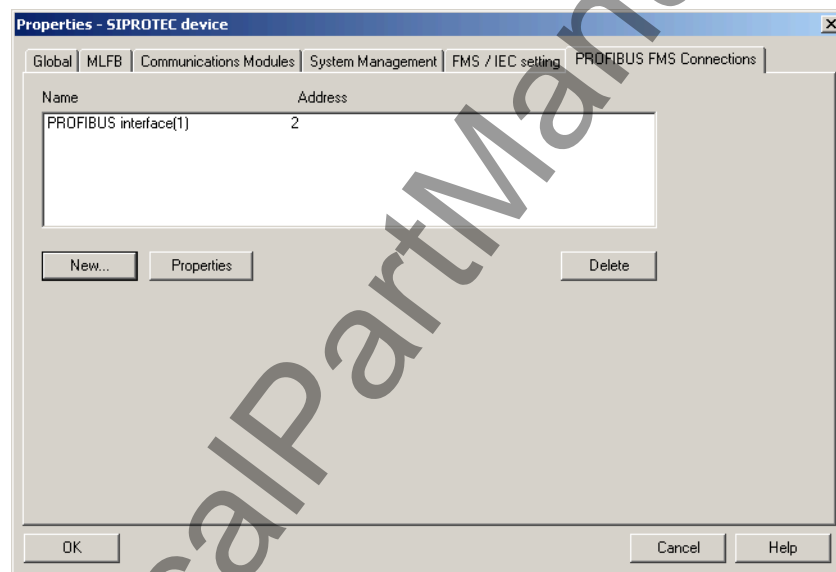 Properties - SIPROTEC device
Global MLFB Communications Modules System Management FMS / IEC setting PROFIBUS FMS Connections
Name Address
PROFIBUS interface(1) 2
New... Properties Delete
OK Cancel Help